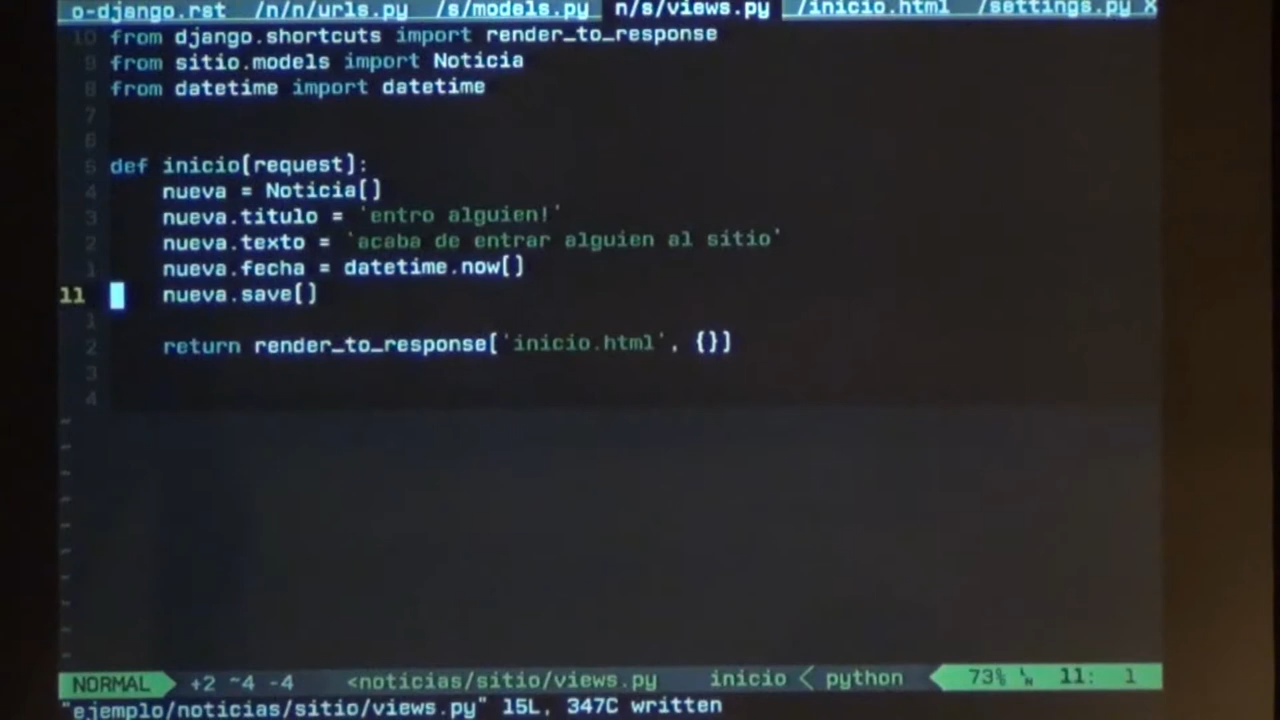 o-django.rst /n/n/urls.py /s/models.py n/s/views.py /inicio.html /settings.py X
10 from django.shortcuts import render_to_response
9 from sitio.models import Noticia
8 from datetime import datetime
7
6
5 def inicio(request):
4 nueva = Noticia()
3 nueva.titulo = 'entro alguien!'
2 nueva.texto = 'acaba de entrar alguien al sitio'
1 nueva.fecha = datetime.now()
11 nueva.save()
1
2 return render_to_response('inicio.html', {})
3
4
~
~
~
~
~
~
~
~
~
~
NORMAL +2 ~4 -4 <noticias/sitio/views.py inicio < python 73% 11: 1
"ejemplo/noticias/sitio/views.py" 15L, 347C written